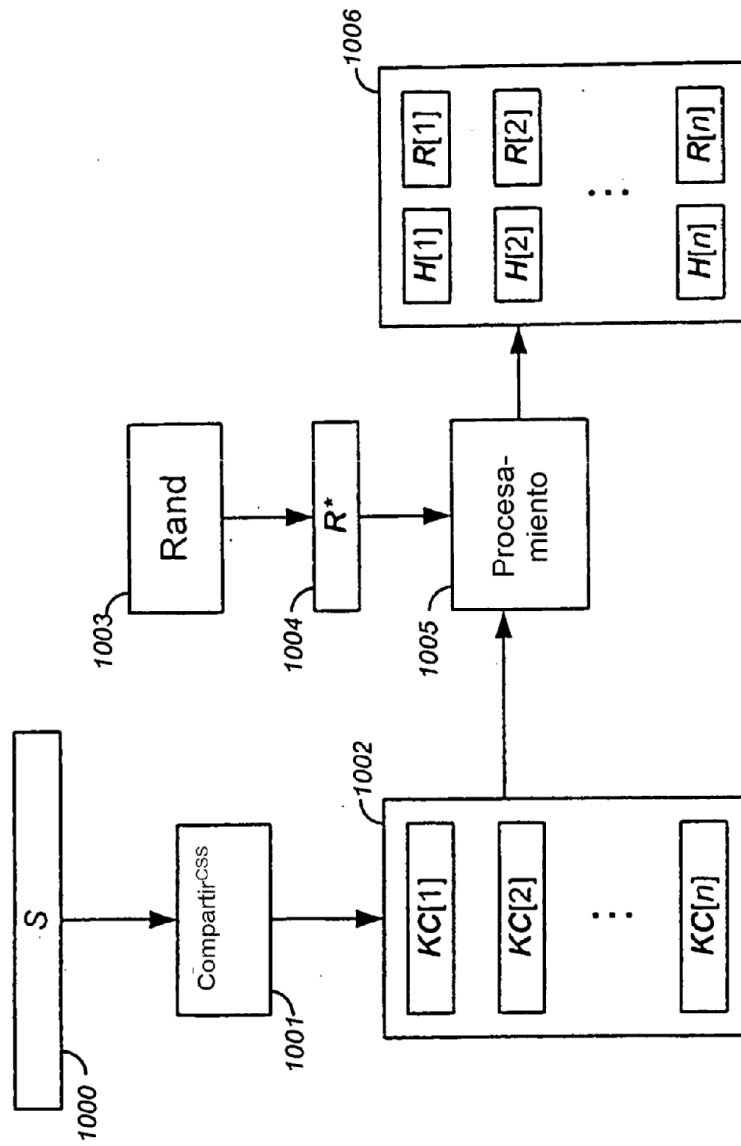 S
1000
Compartir^CSS
1001
1002
KC[1]
KC[2]
...
KC[n]
1003
Rand
1004
R*
1005
Procesa-
miento
1006
H[1] R[1]
H[2] R[2]
...
H[n] R[n]